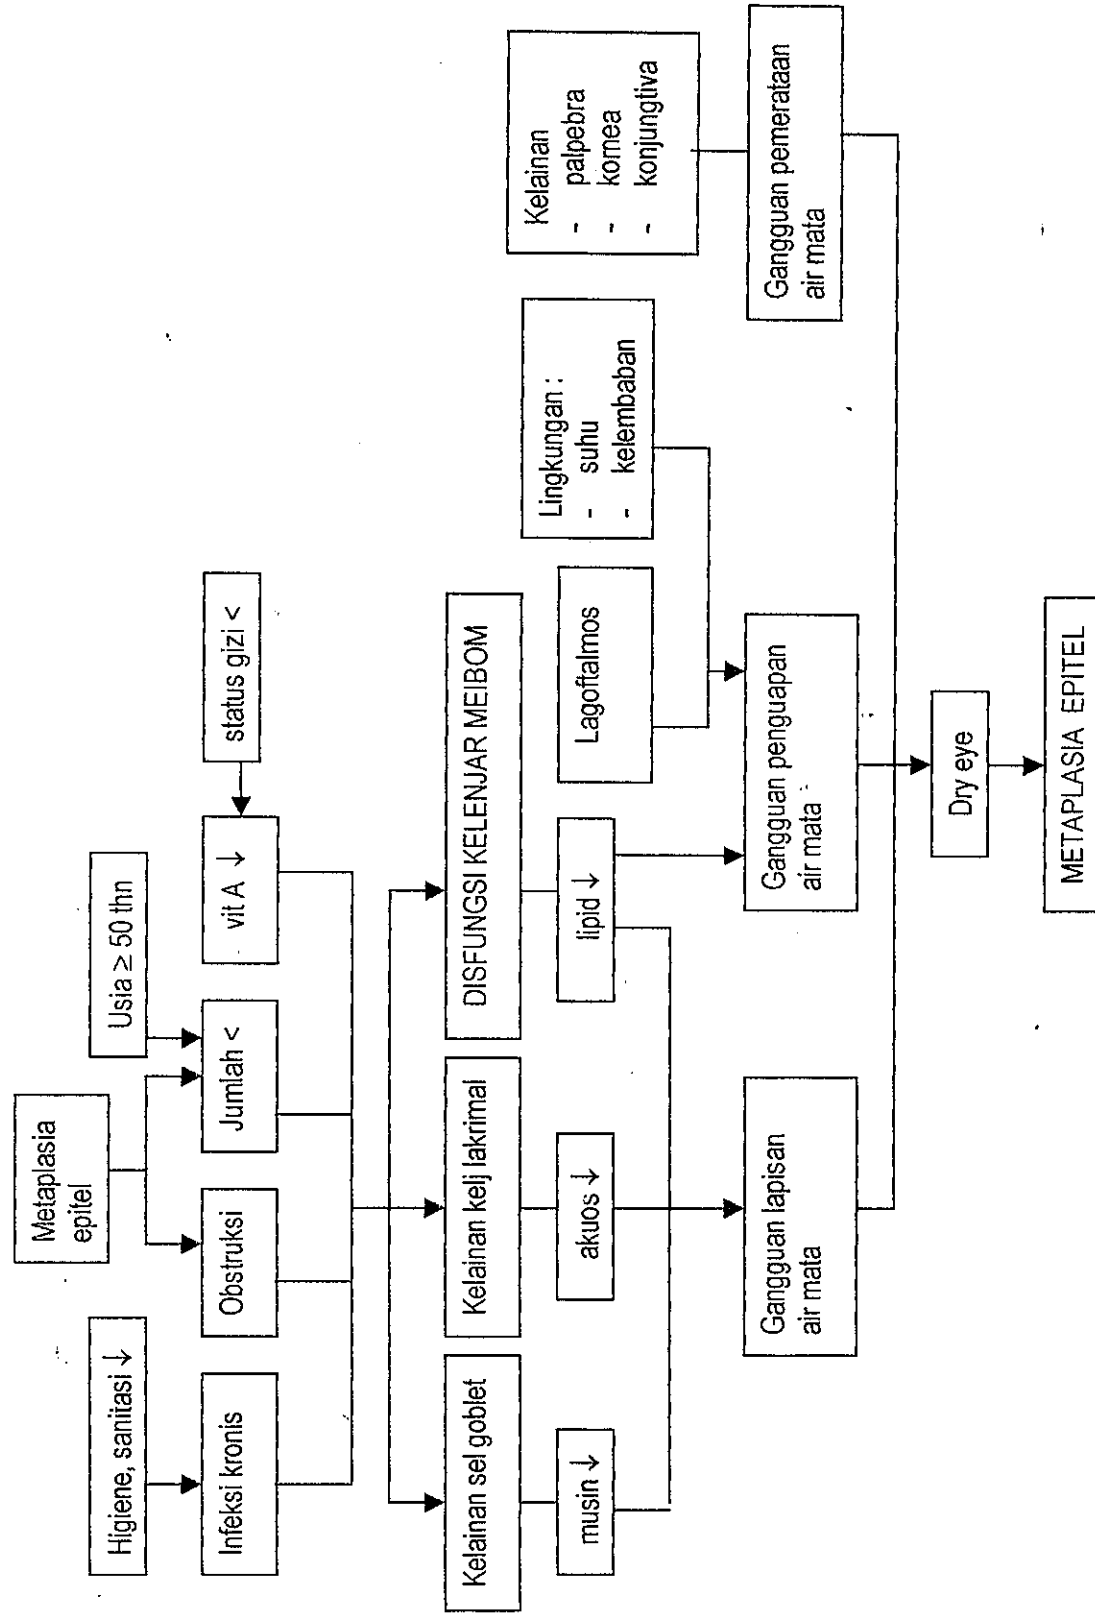 Metaplasia
epitel
Higiene, sanitasi ↓
Usia ≥ 50 thn
Infeksi kronis
Obstruksi
Jumlah <
vit A ↓
status gizi <
Kelainan sel goblet
Kelainan kelj lakrimal
DISFUNGSI KELENJAR MEIBOM
musin ↓
akuos ↓
lipid ↓
Lagoftalmos
Lingkungan :
- suhu
- kelembaban
Kelainan
- palpebra
- kornea
- konjungtiva
Gangguan lapisan
air mata
Gangguan penguapan
air mata
Gangguan pemerataan
air mata
Dry eye
METAPLASIA EPITEL